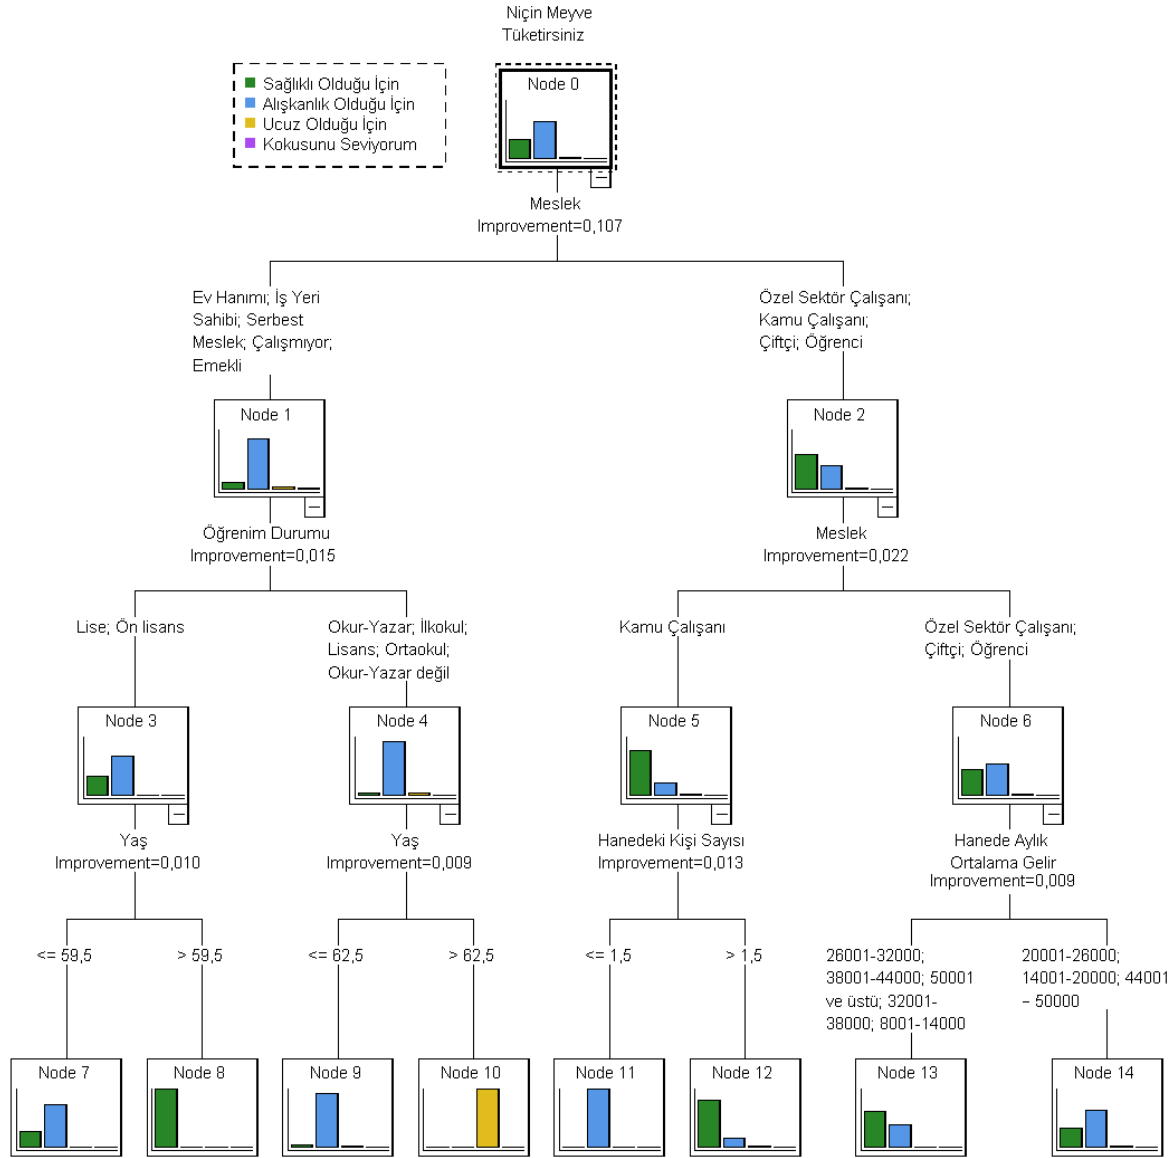 Niçin Meyve
Tüketirsiniz
Sağlıklı Olduğu İçin
Alışkanlık Olduğu İçin
Ucuz Olduğu İçin
Kokusunu Seviyorum
Node 0
Meslek
Improvement=0,107
Ev Hanımı; İş Yeri
Sahibi; Serbest
Meslek; Çalışmıyor;
Emekli
Özel Sektör Çalışanı;
Kamu Çalışanı;
Çiftçi; Öğrenci
Node 1
Node 2
Öğrenim Durumu
Improvement=0,015
Meslek
Improvement=0,022
Lise; Ön lisans
Okur-Yazar; İlkokul;
Lisans; Ortaokul;
Okur-Yazar değil
Kamu Çalışanı
Özel Sektör Çalışanı;
Çiftçi; Öğrenci
Node 3
Node 4
Node 5
Node 6
Yaş
Improvement=0,010
Yaş
Improvement=0,009
Hanedeki Kişi Sayısı
Improvement=0,013
Hanede Aylık
Ortalama Gelir
Improvement=0,009
<= 59,5
> 59,5
<= 62,5
> 62,5
<= 1,5
> 1,5
26001-32000;
38001-44000; 50001
ve üstü; 32001-
38000; 8001-14000
20001-26000;
14001-20000; 44001
– 50000
Node 7
Node 8
Node 9
Node 10
Node 11
Node 12
Node 13
Node 14